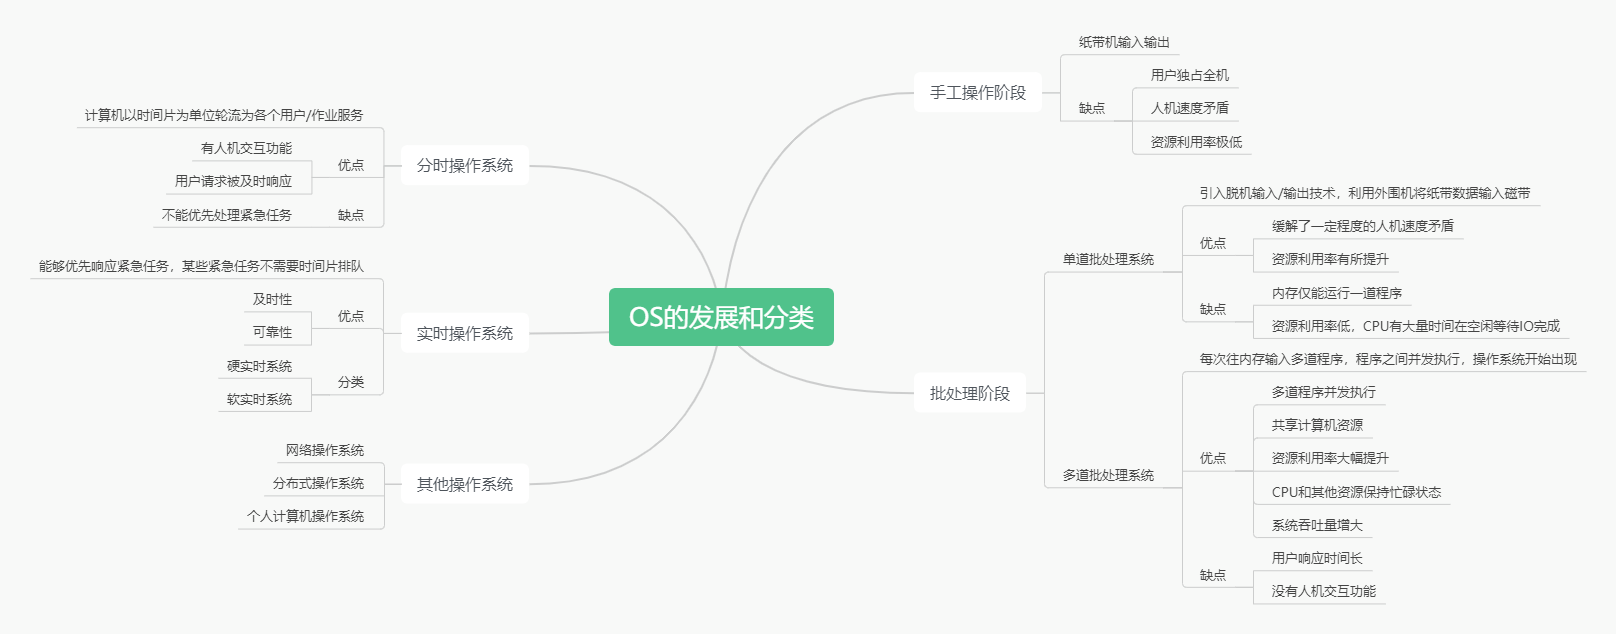 OS的发展和分类
手工操作阶段
纸带机输入输出
缺点
用户独占全机
人机速度矛盾
资源利用率极低
批处理阶段
单道批处理系统
引入脱机输入/输出技术，利用外围机将纸带数据输入磁带
优点
缓解了一定程度的人机速度矛盾
资源利用率有所提升
缺点
内存仅能运行一道程序
资源利用率低，CPU有大量时间在空闲等待IO完成
多道批处理系统
每次往内存输入多道程序，程序之间并发执行，操作系统开始出现
优点
多道程序并发执行
共享计算机资源
资源利用率大幅提升
CPU和其他资源保持忙碌状态
系统吞吐量增大
缺点
用户响应时间长
没有人机交互功能
分时操作系统
计算机以时间片为单位轮流为各个用户/作业服务
优点
有人机交互功能
用户请求被及时响应
缺点
不能优先处理紧急任务
实时操作系统
能够优先响应紧急任务，某些紧急任务不需要时间片排队
优点
及时性
可靠性
分类
硬实时系统
软实时系统
其他操作系统
网络操作系统
分布式操作系统
个人计算机操作系统